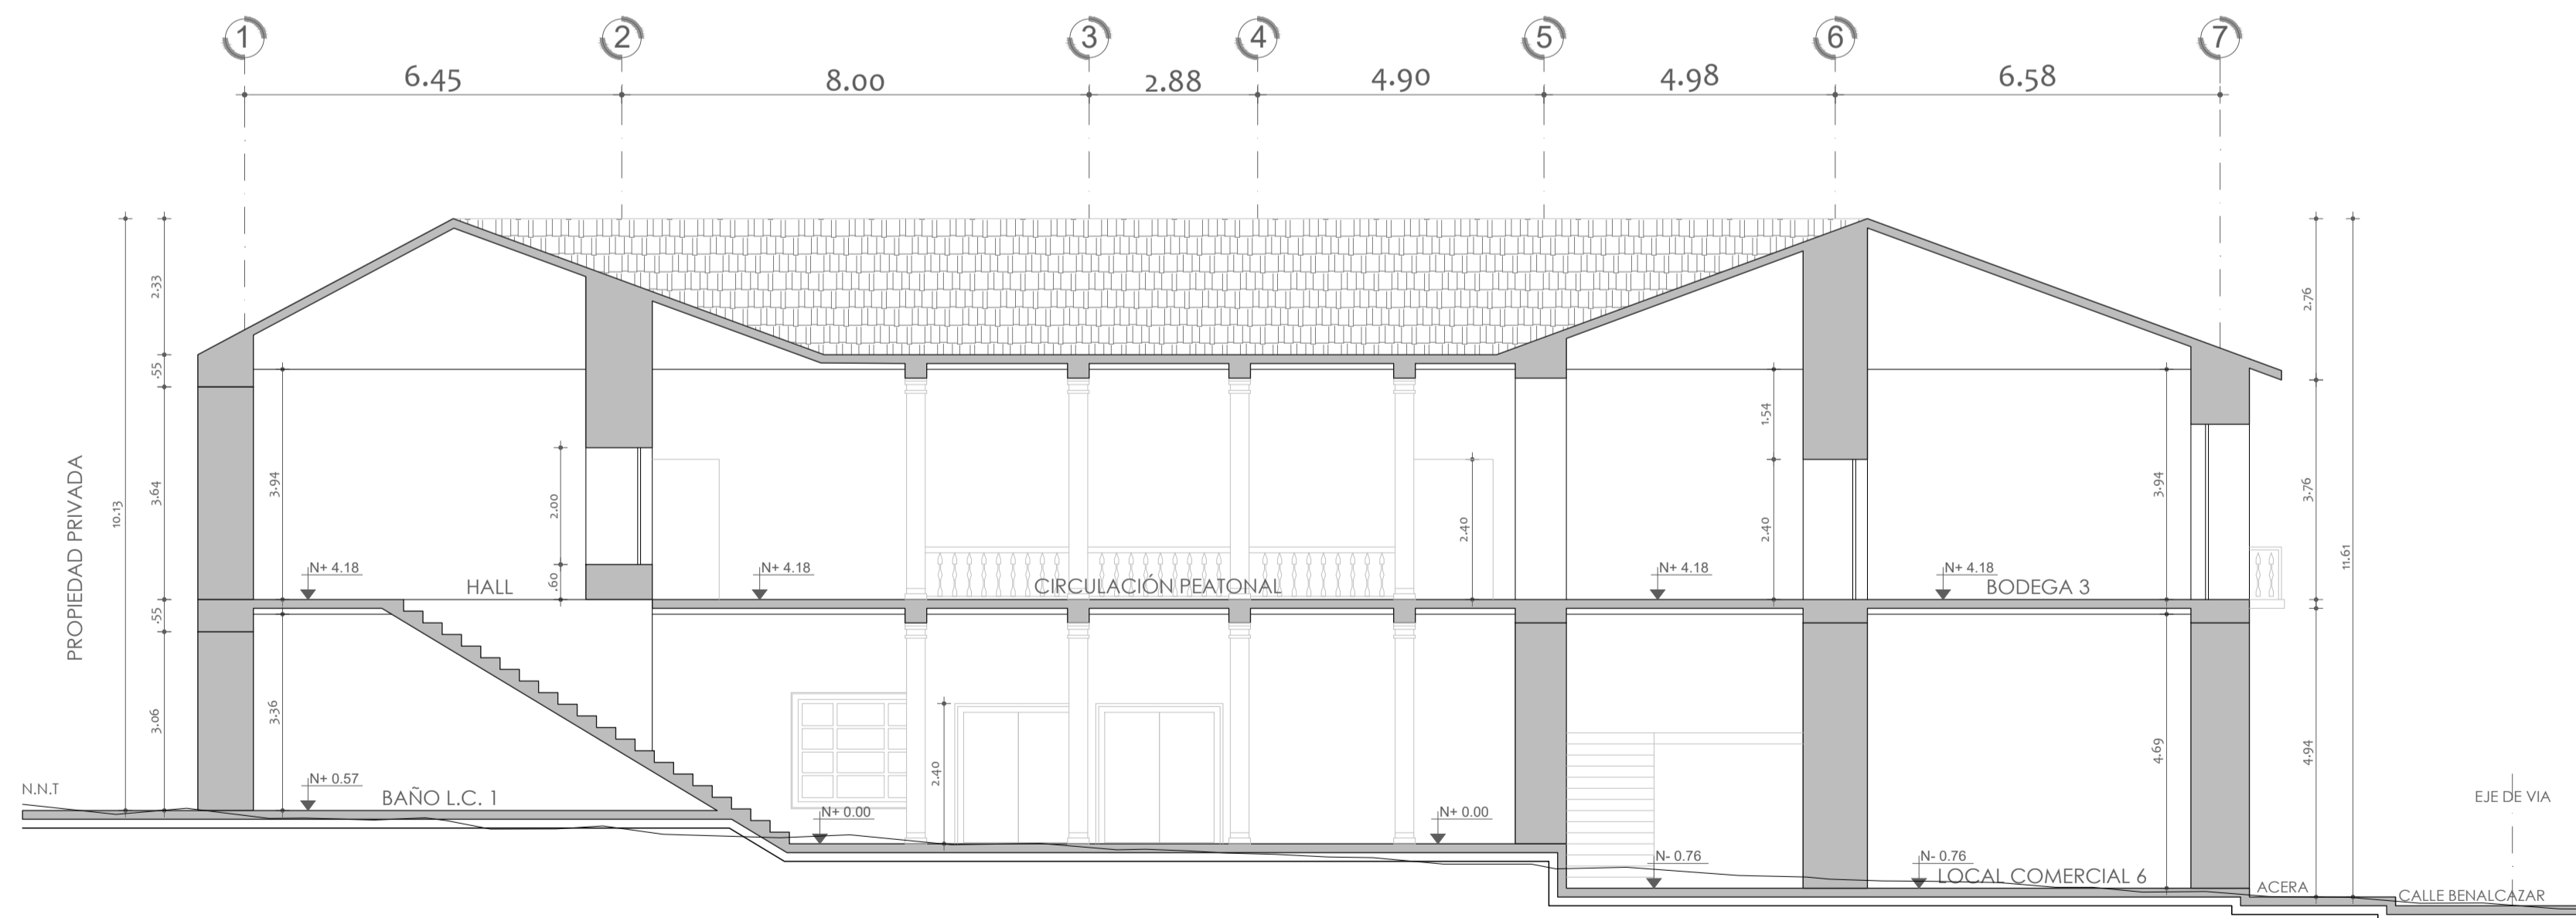 1 2 3 4 5 6 7
6.45 8.00 2.88 4.90 4.98 6.58
PROPIEDAD PRIVADA
10.13
2.33
.55
3.64
.55
3.06
3.94
3.36
2.00
.60
1.54
2.40
2.40
3.94
2.76
3.76
11.61
N+ 4.18
HALL
N+ 4.18
CIRCULACIÓN PEATONAL
N+ 4.18
N+ 4.18
BODEGA 3
2.40
4.69
4.94
N.N.T
N+ 0.57
BAÑO L.C. 1
N+ 0.00
N+ 0.00
EJE DE VIA
N- 0.76
N- 0.76
LOCAL COMERCIAL 6
ACERA
CALLE BENALCAZAR